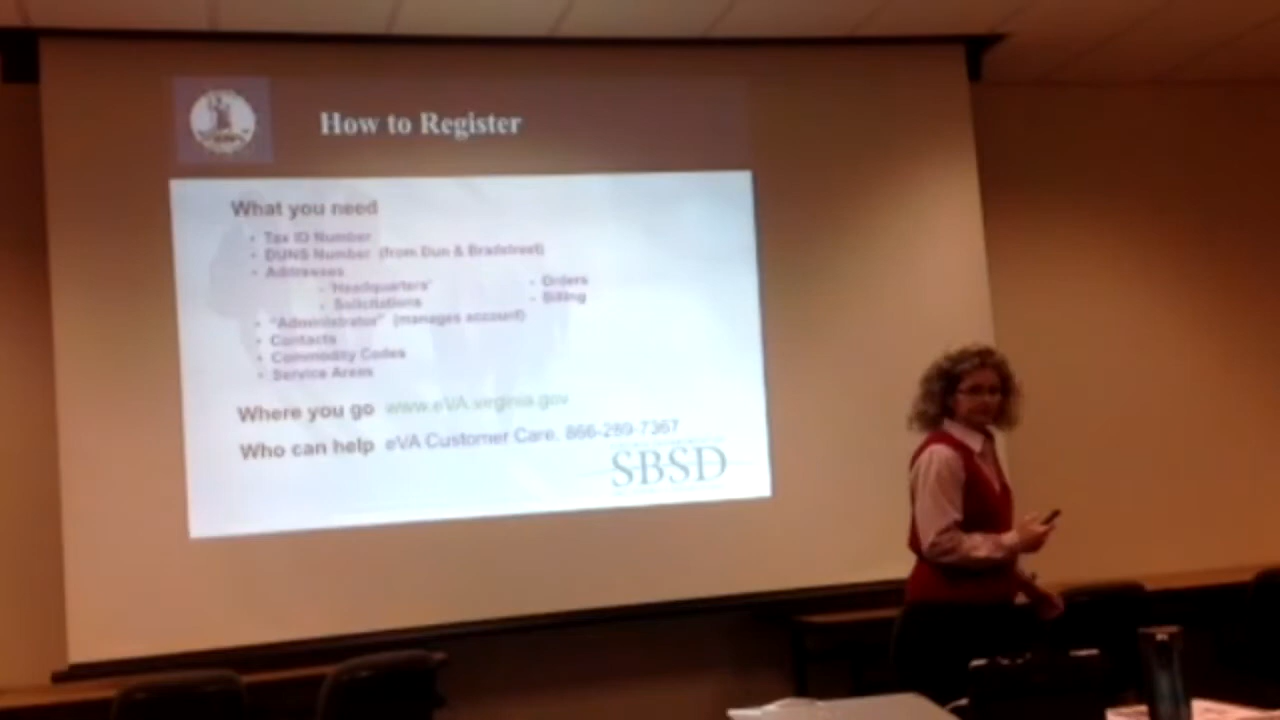 How to Register
What you need
• Tax ID Number
• DUNS Number (from Dun & Bradstreet)
• Addresses
- 'Headquarters'
- Orders
- Solicitations
- Billing
• "Administrator" (manages account)
• Contacts
• Commodity Codes
• Service Areas
Where you go www.eVA.virginia.gov
Who can help eVA Customer Care, 866-289-7367
SBSD